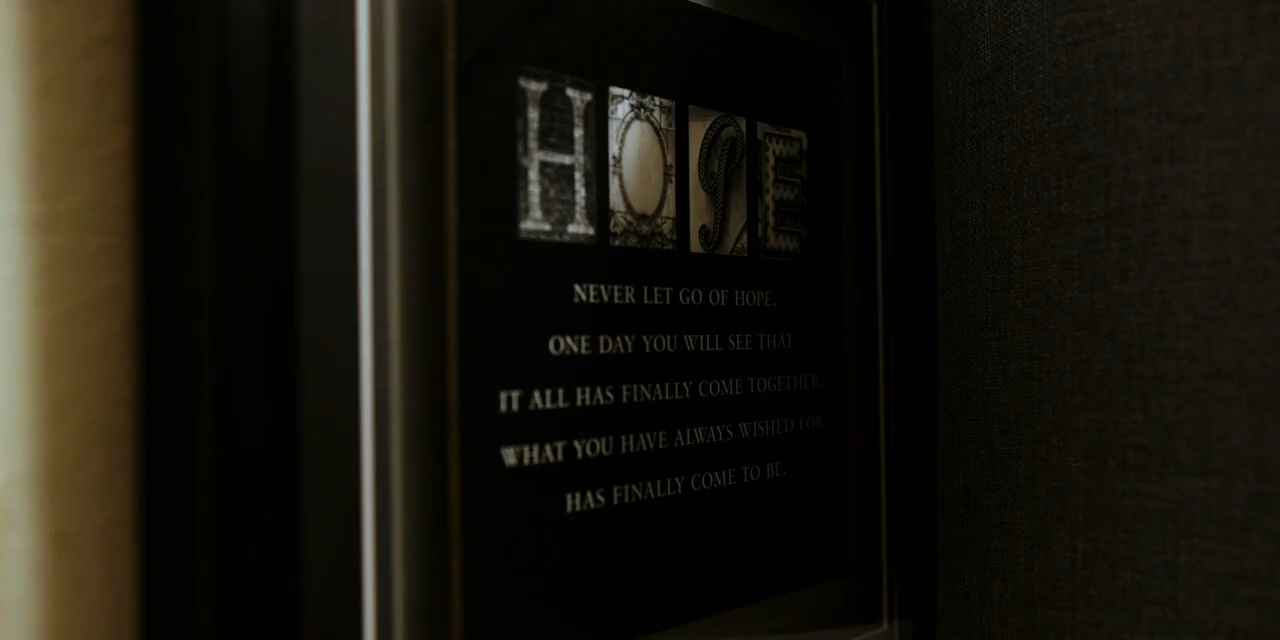 HOPE
NEVER LET GO OF HOPE.
ONE DAY YOU WILL SEE THAT
IT ALL HAS FINALLY COME TOGETHER.
WHAT YOU HAVE ALWAYS WISHED FOR
HAS FINALLY COME TO BE.